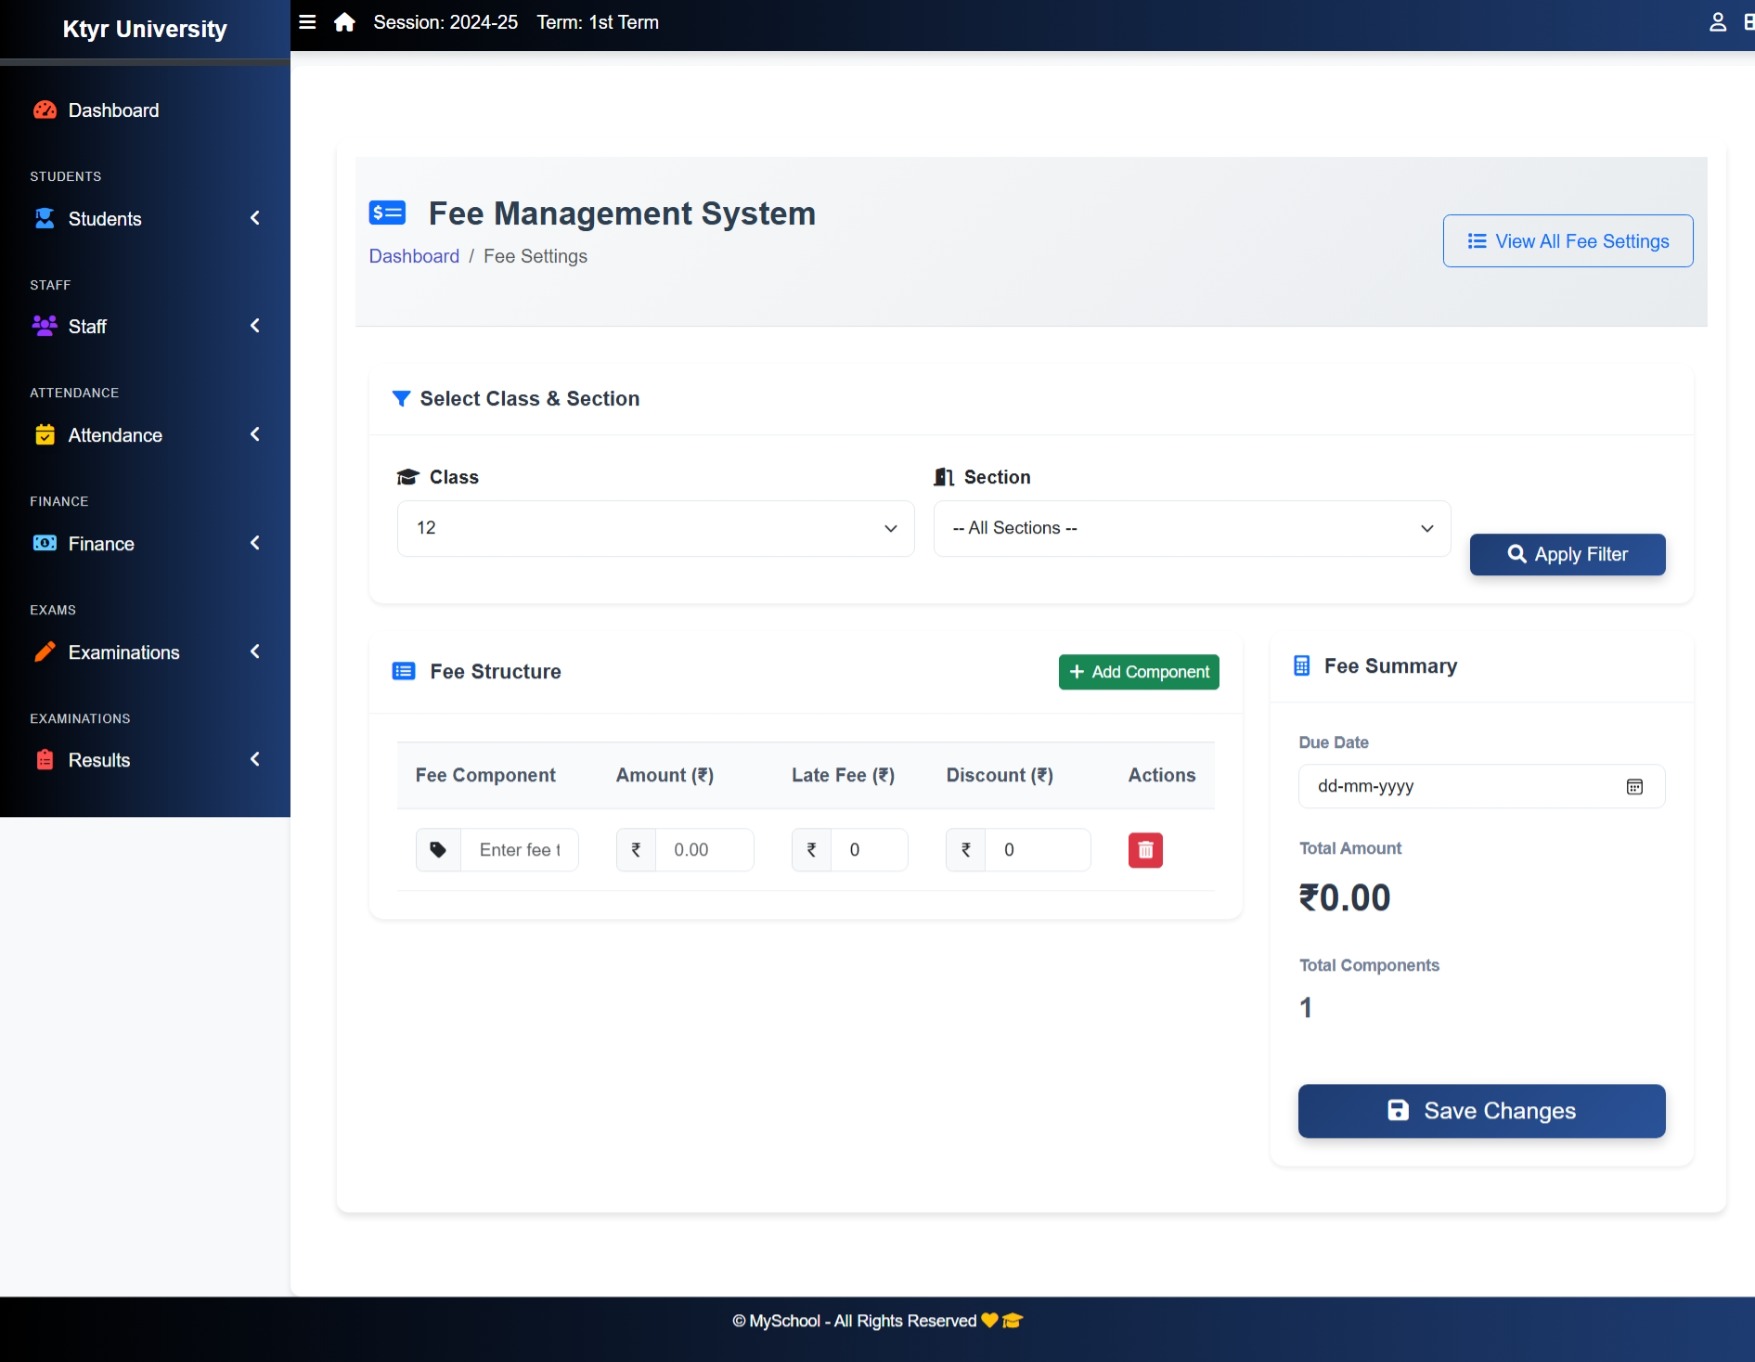 Ktyr University
Session: 2024-25 Term: 1st Term
Dashboard
STUDENTS
Students
STAFF
Staff
ATTENDANCE
Attendance
FINANCE
Finance
EXAMS
Examinations
EXAMINATIONS
Results
Fee Management System
Dashboard / Fee Settings
View All Fee Settings
Select Class & Section
Class
12
Section
-- All Sections --
Apply Filter
Fee Structure
Add Component
Fee Component Amount (₹) Late Fee (₹) Discount (₹) Actions
Enter fee t ₹ 0.00 ₹ 0 ₹ 0
Fee Summary
Due Date
dd-mm-yyyy
Total Amount
₹0.00
Total Components
1
Save Changes
© MySchool - All Rights Reserved 💛🎓